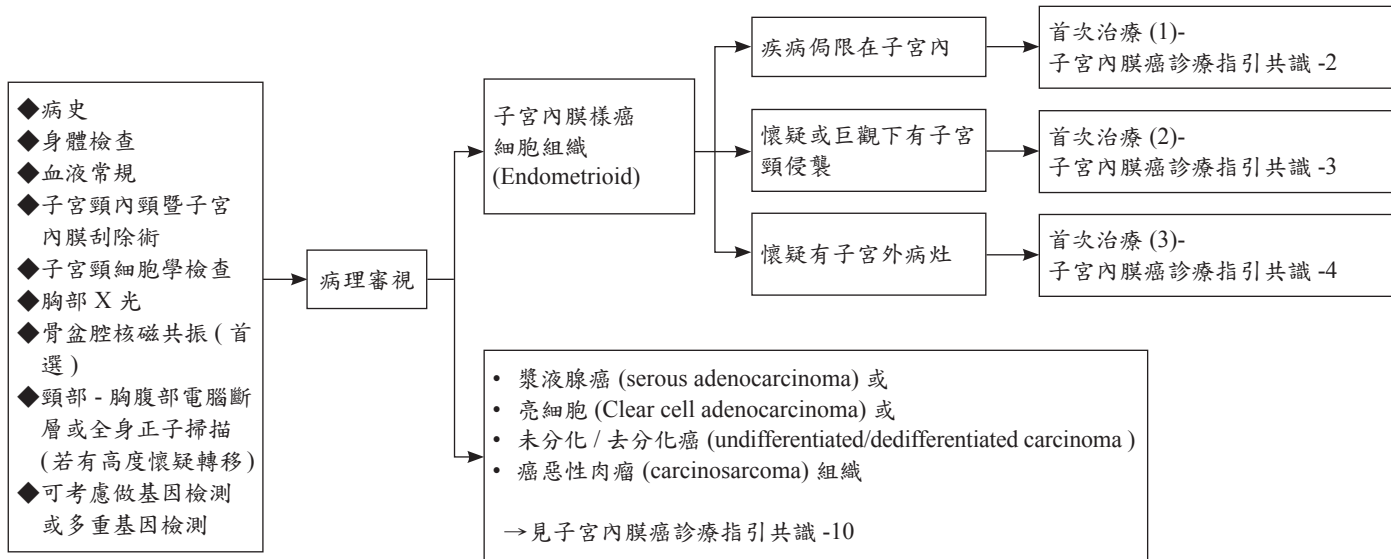 ◆病史
◆身體檢查
◆血液常規
◆子宮頸內頸暨子宮
內膜刮除術
◆子宮頸細胞學檢查
◆胸部 X 光
◆骨盆腔核磁共振 ( 首
選 )
◆頸部 - 胸腹部電腦斷
層或全身正子掃描
(若有高度懷疑轉移)
◆可考慮做基因檢測
或多重基因檢測
病理審視
子宮內膜樣癌
細胞組織
(Endometrioid)
疾病侷限在子宮內
首次治療 (1)-
子宮內膜癌診療指引共識 -2
懷疑或巨觀下有子宮
頸侵襲
首次治療 (2)-
子宮內膜癌診療指引共識 -3
懷疑有子宮外病灶
首次治療 (3)-
子宮內膜癌診療指引共識 -4
• 漿液腺癌 (serous adenocarcinoma) 或
• 亮細胞 (Clear cell adenocarcinoma) 或
• 未分化 / 去分化癌 (undifferentiated/dedifferentiated carcinoma )
• 癌惡性肉瘤 (carcinosarcoma) 組織
→見子宮內膜癌診療指引共識 -10